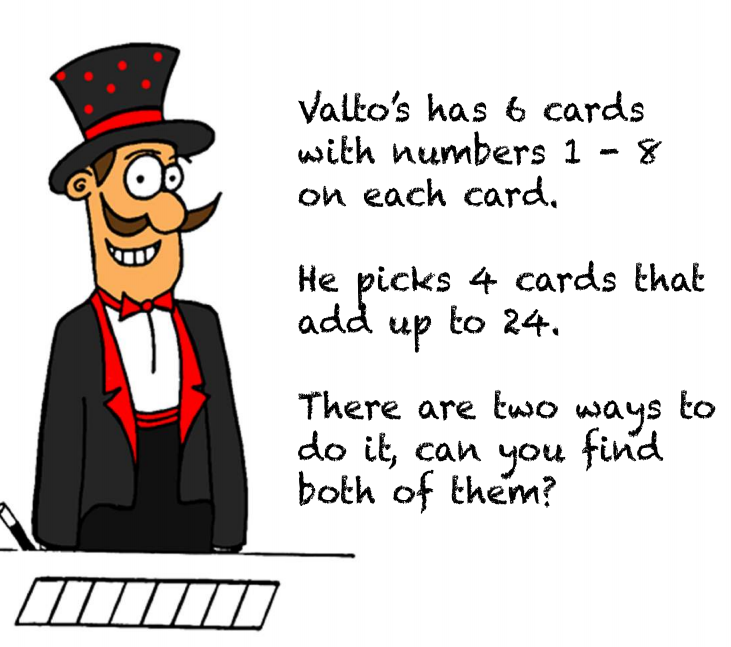 Valto's has 6 cards
with numbers 1 - 8
on each card.
He picks 4 cards that
add up to 24.
There are two ways to
do it, can you find
both of them?